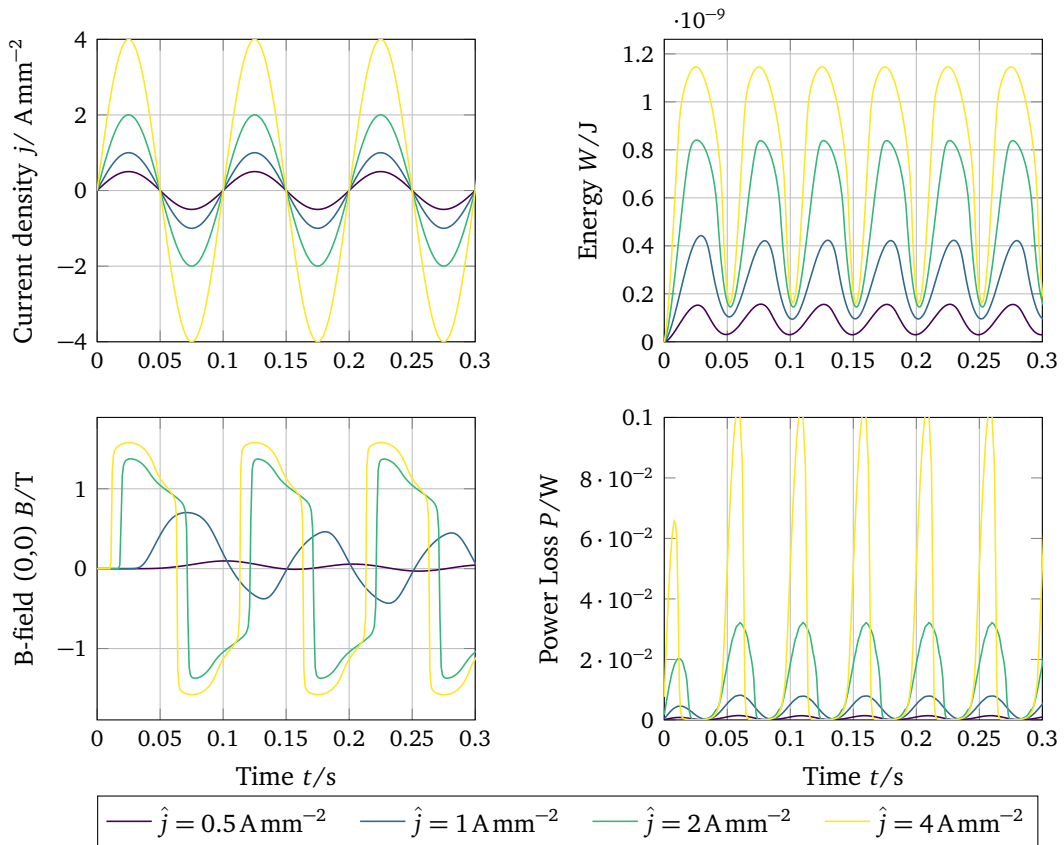 Current density j/ A mm⁻²
4
2
0
−2
−4
0 0.05 0.1 0.15 0.2 0.25 0.3
·10⁻⁹
Energy W/J
1.2
1
0.8
0.6
0.4
0.2
0
0 0.05 0.1 0.15 0.2 0.25 0.3
B-field (0,0) B/T
1
0
−1
0 0.05 0.1 0.15 0.2 0.25 0.3
Time t/s
Power Loss P/W
0.1
8 · 10⁻²
6 · 10⁻²
4 · 10⁻²
2 · 10⁻²
0
0 0.05 0.1 0.15 0.2 0.25 0.3
Time t/s
ĵ = 0.5 A mm⁻² ĵ = 1 A mm⁻² ĵ = 2 A mm⁻² ĵ = 4 A mm⁻²